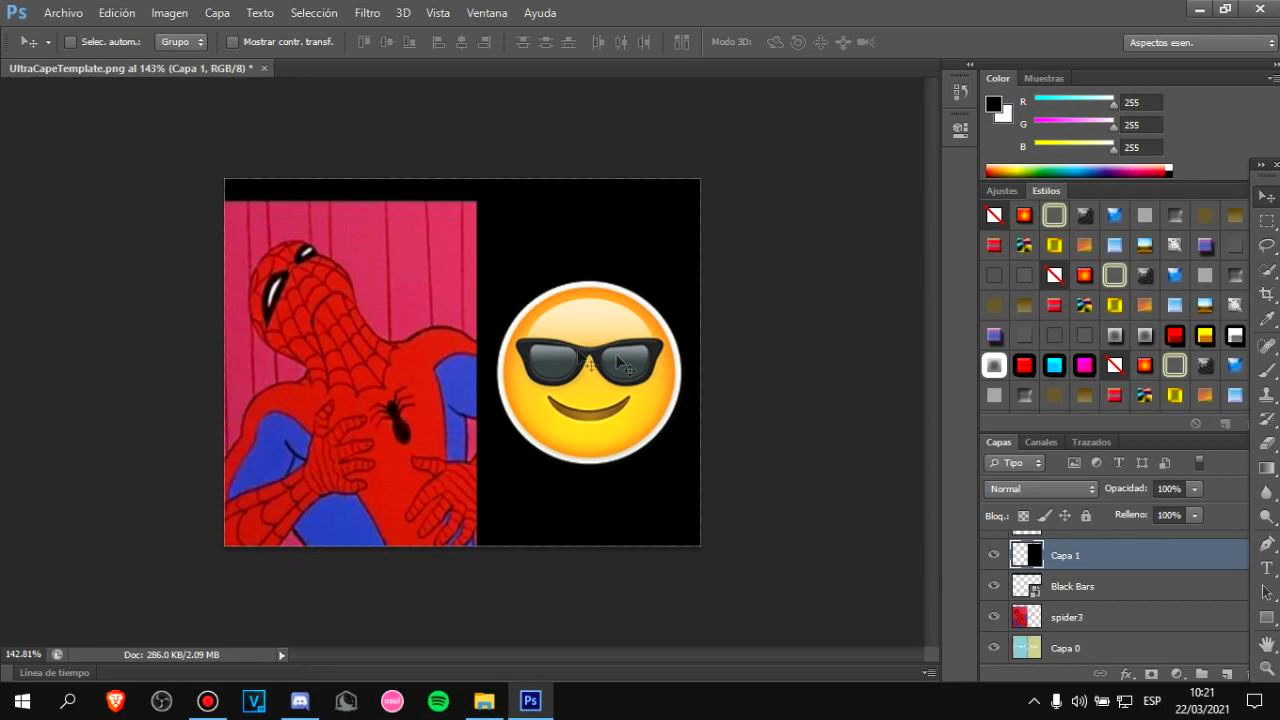 Ps Archivo Edición Imagen Capa Texto Selección Filtro 3D Vista Ventana Ayuda
Selec. autom.: Grupo Mostrar contr. transf. Modo 3D: Aspectos esen.
UltraCapeTemplate.png al 143% (Capa 1, RGB/8) * ×
Color Muestras
R 255
G 255
B 255
Ajustes Estilos
Capas Canales Trazados
Tipo
Normal Opacidad: 100%
Bloq.: Relleno: 100%
Capa 1
Black Bars
spider3
Capa 0
fx
142.81% Doc: 286.0 KB/2.09 MB
Línea de tiempo
V Ps ESP 10:21
22/03/2021